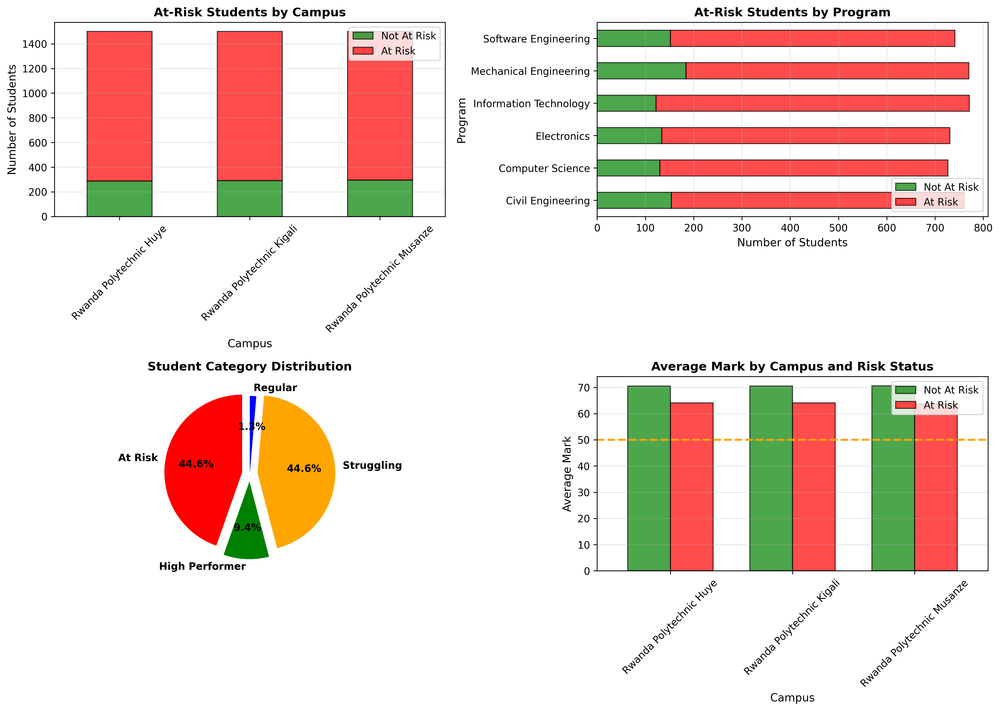 At-Risk Students by Campus
Number of Students
1400
1200
1000
800
600
400
200
0
Not At Risk
At Risk
Rwanda Polytechnic Huye
Rwanda Polytechnic Kigali
Rwanda Polytechnic Musanze
Campus
At-Risk Students by Program
Program
Software Engineering
Mechanical Engineering
Information Technology
Electronics
Computer Science
Civil Engineering
Not At Risk
At Risk
0 100 200 300 400 500 600 700 800
Number of Students
Student Category Distribution
Regular
1.3%
At Risk
44.6%
44.6%
Struggling
9.4%
High Performer
Average Mark by Campus and Risk Status
Average Mark
70
60
50
40
30
20
10
0
Not At Risk
At Risk
Rwanda Polytechnic Huye
Rwanda Polytechnic Kigali
Rwanda Polytechnic Musanze
Campus